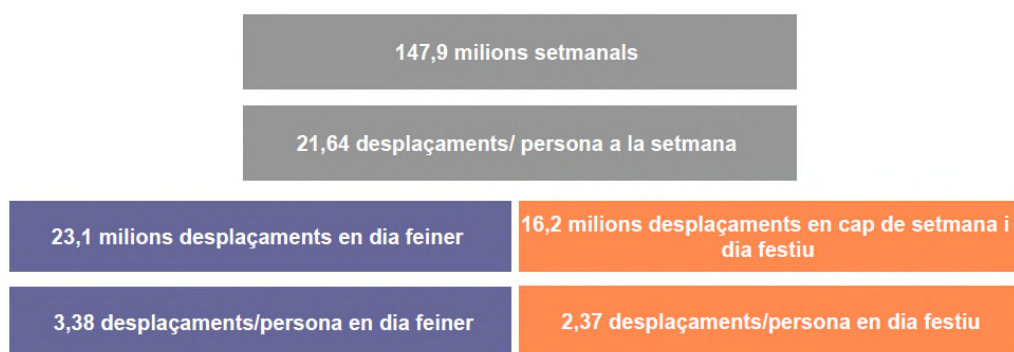 147,9 milions setmanals
21,64 desplaçaments/ persona a la setmana
23,1 milions desplaçaments en dia feiner
16,2 milions desplaçaments en cap de setmana i
dia festiu
3,38 desplaçaments/persona en dia feiner
2,37 desplaçaments/persona en dia festiu